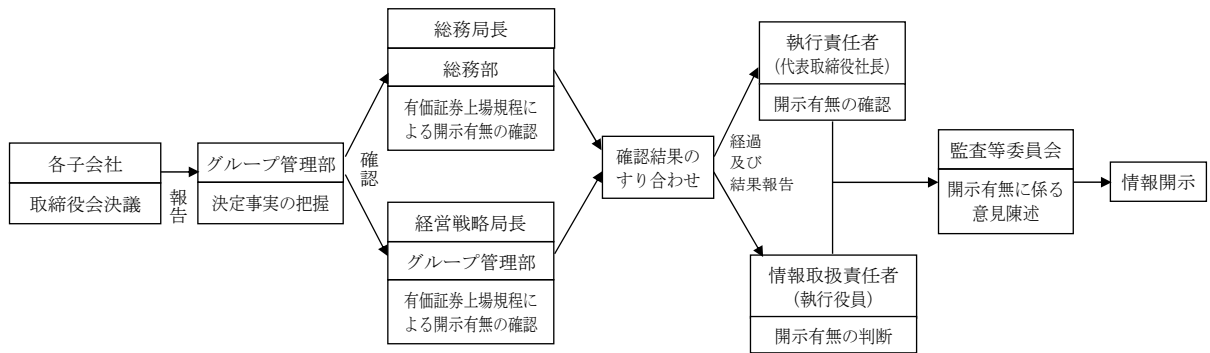 各子会社
取締役会決議
報告
グループ管理部
決定事実の把握
確認
総務局長
総務部
有価証券上場規程に
よる開示有無の確認
経営戦略局長
グループ管理部
有価証券上場規程に
よる開示有無の確認
確認結果の
すり合わせ
経過
及び
結果報告
執行責任者
(代表取締役社長)
開示有無の確認
情報取扱責任者
(執行役員)
開示有無の判断
監査等委員会
開示有無に係る
意見陳述
情報開示